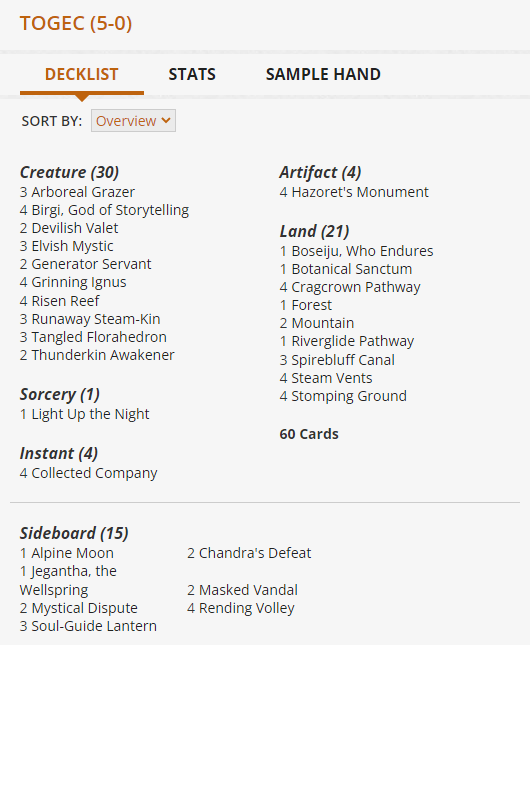 TOGEC (5-0)
DECKLIST
STATS
SAMPLE HAND
SORT BY: Overview
Creature (30)
3 Arboreal Grazer
4 Birgi, God of Storytelling
2 Devilish Valet
3 Elvish Mystic
2 Generator Servant
4 Grinning Ignus
4 Risen Reef
3 Runaway Steam-Kin
3 Tangled Florahedron
2 Thunderkin Awakener
Sorcery (1)
1 Light Up the Night
Instant (4)
4 Collected Company
Artifact (4)
4 Hazoret's Monument
Land (21)
1 Boseiju, Who Endures
1 Botanical Sanctum
4 Cragcrown Pathway
1 Forest
2 Mountain
1 Riverglide Pathway
3 Spirebluff Canal
4 Steam Vents
4 Stomping Ground
60 Cards
Sideboard (15)
1 Alpine Moon
1 Jegantha, the
Wellspring
2 Mystical Dispute
3 Soul-Guide Lantern
2 Chandra's Defeat
2 Masked Vandal
4 Rending Volley